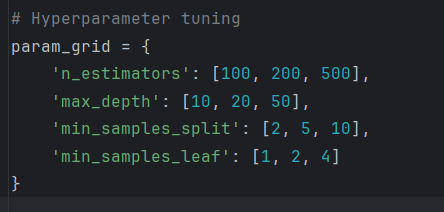 # Hyperparameter tuning
param_grid = {
    'n_estimators': [100, 200, 500],
    'max_depth': [10, 20, 50],
    'min_samples_split': [2, 5, 10],
    'min_samples_leaf': [1, 2, 4]
}